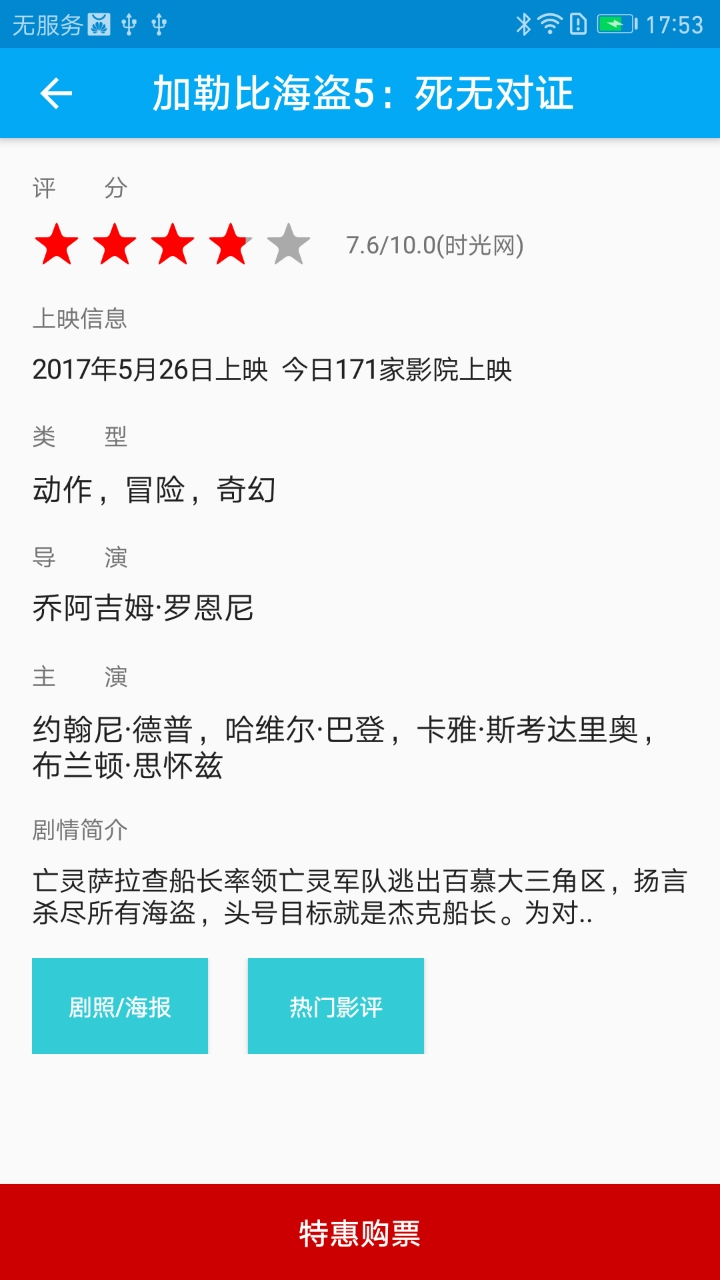 无服务 17:53
加勒比海盗5：死无对证
评 分
7.6/10.0(时光网)
上映信息
2017年5月26日上映 今日171家影院上映
类 型
动作，冒险，奇幻
导 演
乔阿吉姆·罗恩尼
主 演
约翰尼·德普，哈维尔·巴登，卡雅·斯考达里奥，
布兰顿·思怀兹
剧情简介
亡灵萨拉查船长率领亡灵军队逃出百慕大三角区，扬言
杀尽所有海盗，头号目标就是杰克船长。为对..
剧照/海报 热门影评
特惠购票